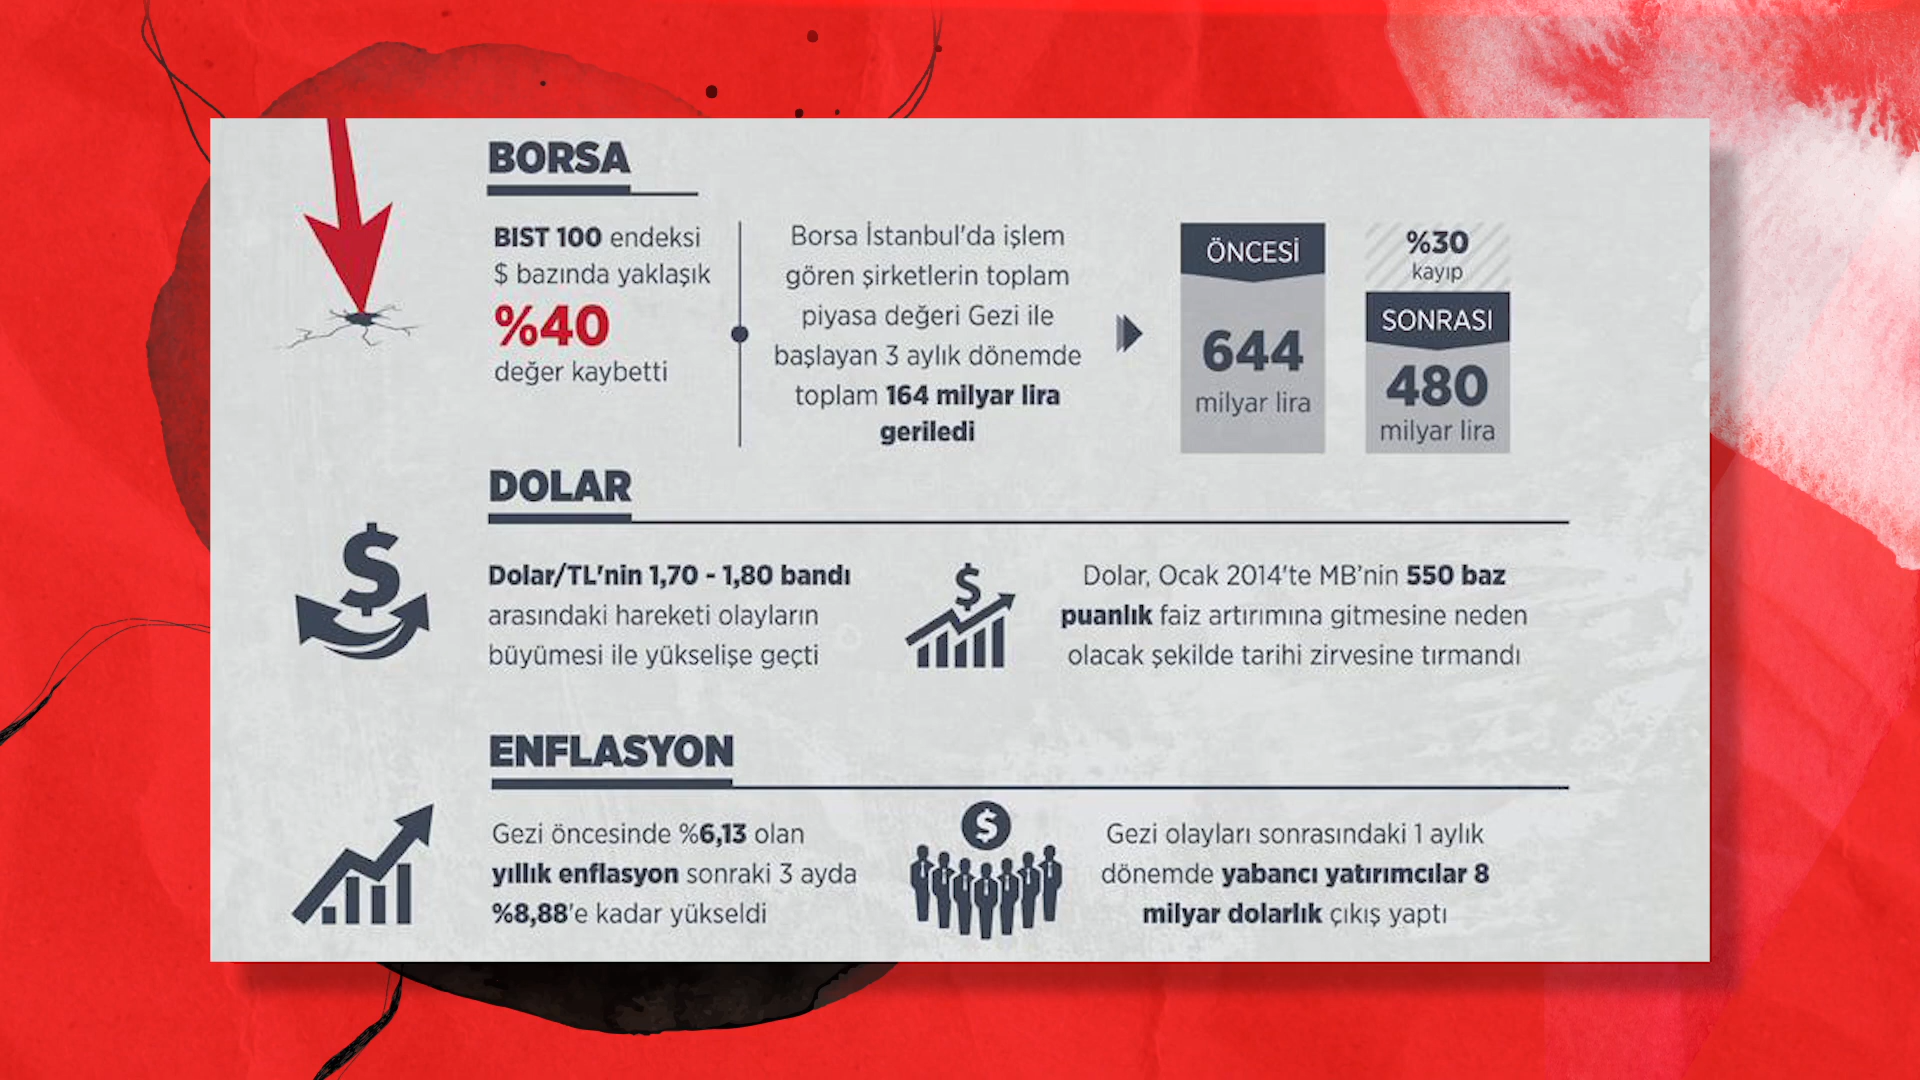 BORSA
BIST 100 endeksi
$ bazında yaklaşık
%40
değer kaybetti
Borsa İstanbul'da işlem
gören şirketlerin toplam
piyasa değeri Gezi ile
başlayan 3 aylık dönemde
toplam 164 milyar lira
geriledi
ÖNCESİ
644
milyar lira
%30
kayıp
SONRASI
480
milyar lira
DOLAR
$
Dolar/TL'nin 1,70 - 1,80 bandı
arasındaki hareketi olayların
büyümesi ile yükselişe geçti
$
Dolar, Ocak 2014'te MB'nin 550 baz
puanlık faiz artırımına gitmesine neden
olacak şekilde tarihi zirvesine tırmandı
ENFLASYON
Gezi öncesinde %6,13 olan
yıllık enflasyon sonraki 3 ayda
%8,88'e kadar yükseldi
$
Gezi olayları sonrasındaki 1 aylık
dönemde yabancı yatırımcılar 8
milyar dolarlık çıkış yaptı